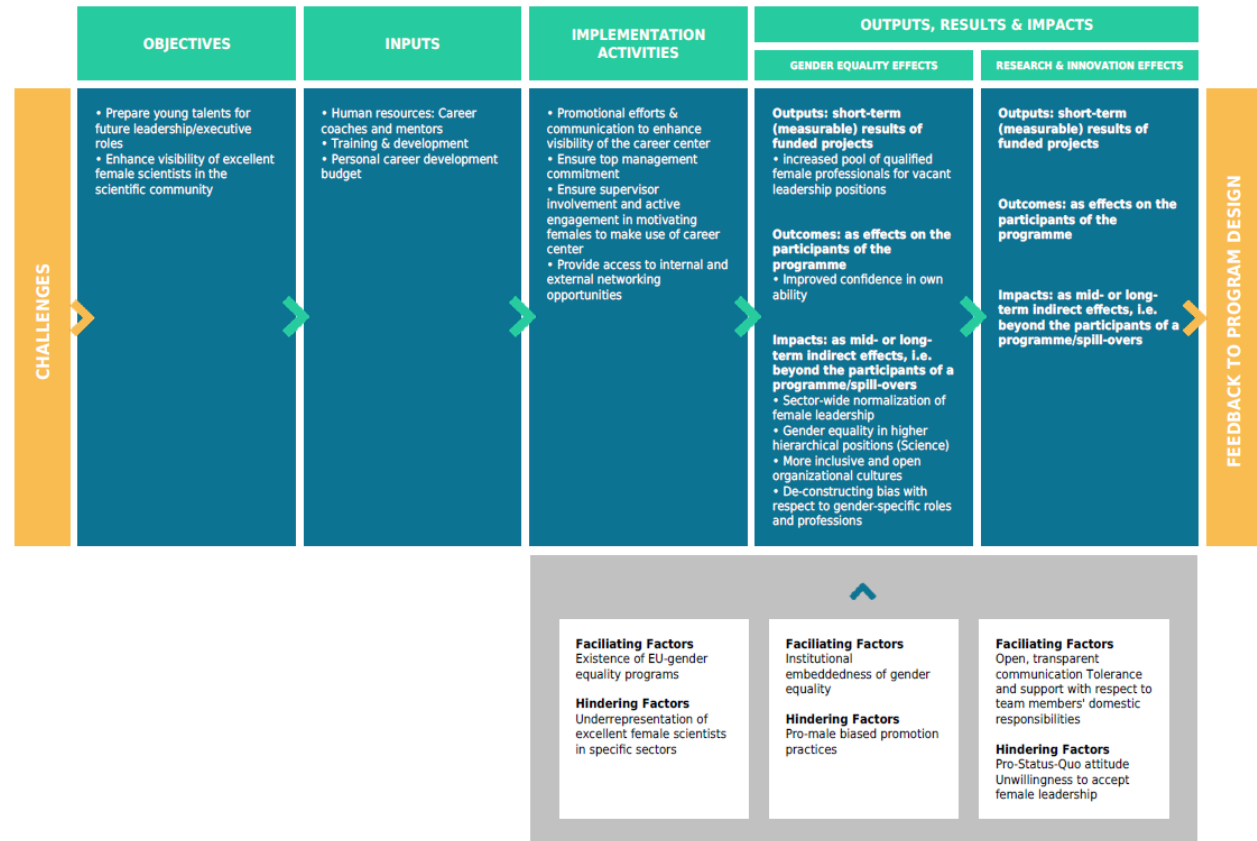 OBJECTIVES
INPUTS
IMPLEMENTATION
ACTIVITIES
OUTPUTS, RESULTS & IMPACTS
GENDER EQUALITY EFFECTS
RESEARCH & INNOVATION EFFECTS
CHALLENGES
• Prepare young talents for
future leadership/executive
roles
• Enhance visibility of excellent
female scientists in the
scientific community
• Human resources: Career
coaches and mentors
• Training & development
• Personal career development
budget
• Promotional efforts &
communication to enhance
visibility of the career center
• Ensure top management
commitment
• Ensure supervisor
involvement and active
engagement in motivating
females to make use of career
center
• Provide access to internal and
external networking
opportunities
Outputs: short-term
(measurable) results of
funded projects
• increased pool of qualified
female professionals for vacant
leadership positions
Outcomes: as effects on the
participants of the
programme
• Improved confidence in own
ability
Impacts: as mid- or long-
term indirect effects, i.e.
beyond the participants of a
programme/spill-overs
• Sector-wide normalization of
female leadership
• Gender equality in higher
hierarchical positions (Science)
• More inclusive and open
organizational cultures
• De-constructing bias with
respect to gender-specific roles
and professions
Outputs: short-term
(measurable) results of
funded projects
Outcomes: as effects on the
participants of the
programme
Impacts: as mid- or long-
term indirect effects, i.e.
beyond the participants of a
programme/spill-overs
FEEDBACK TO PROGRAM DESIGN
Faciliating Factors
Existence of EU-gender
equality programs
Hindering Factors
Underrepresentation of
excellent female scientists
in specific sectors
Faciliating Factors
Institutional
embeddedness of gender
equality
Hindering Factors
Pro-male biased promotion
practices
Faciliating Factors
Open, transparent
communication Tolerance
and support with respect to
team members' domestic
responsibilities
Hindering Factors
Pro-Status-Quo attitude
Unwillingness to accept
female leadership